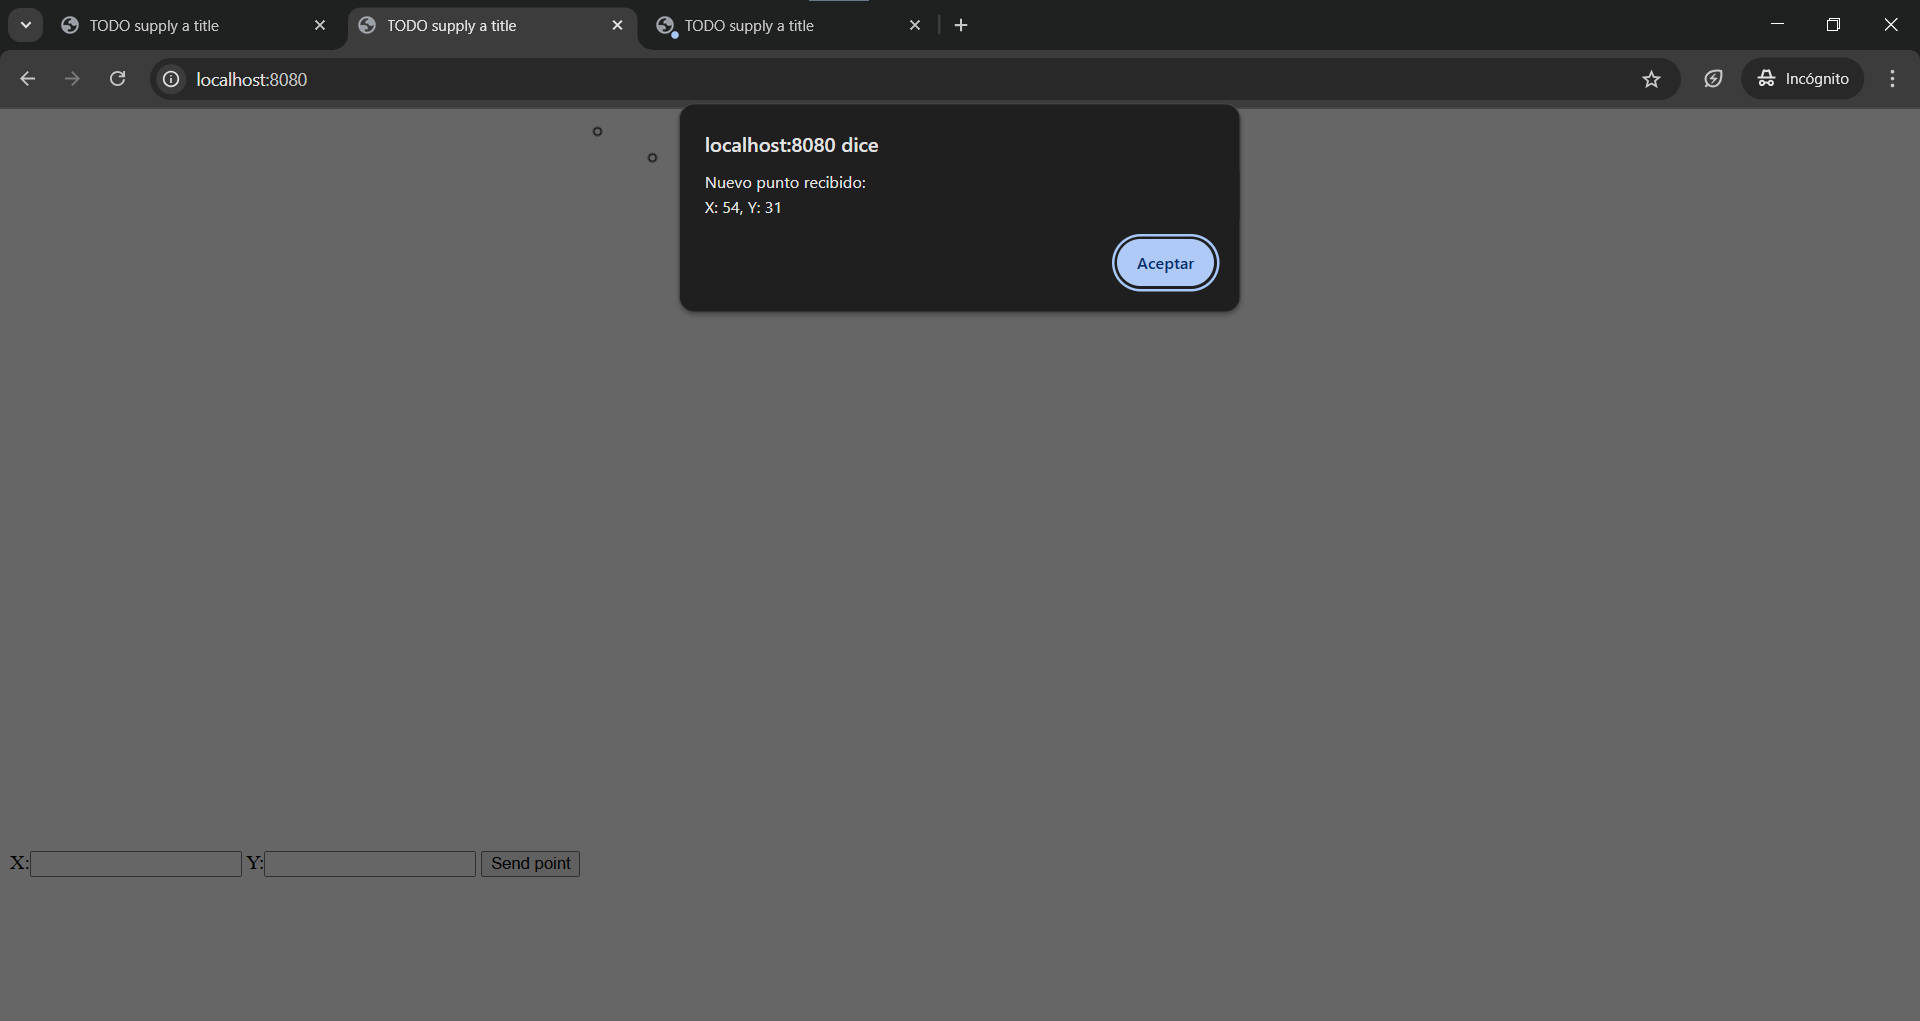 TODO supply a title
TODO supply a title
TODO supply a title
localhost:8080
Incógnito
localhost:8080 dice
Nuevo punto recibido:
X: 54, Y: 31
Aceptar
X: Y: Send point